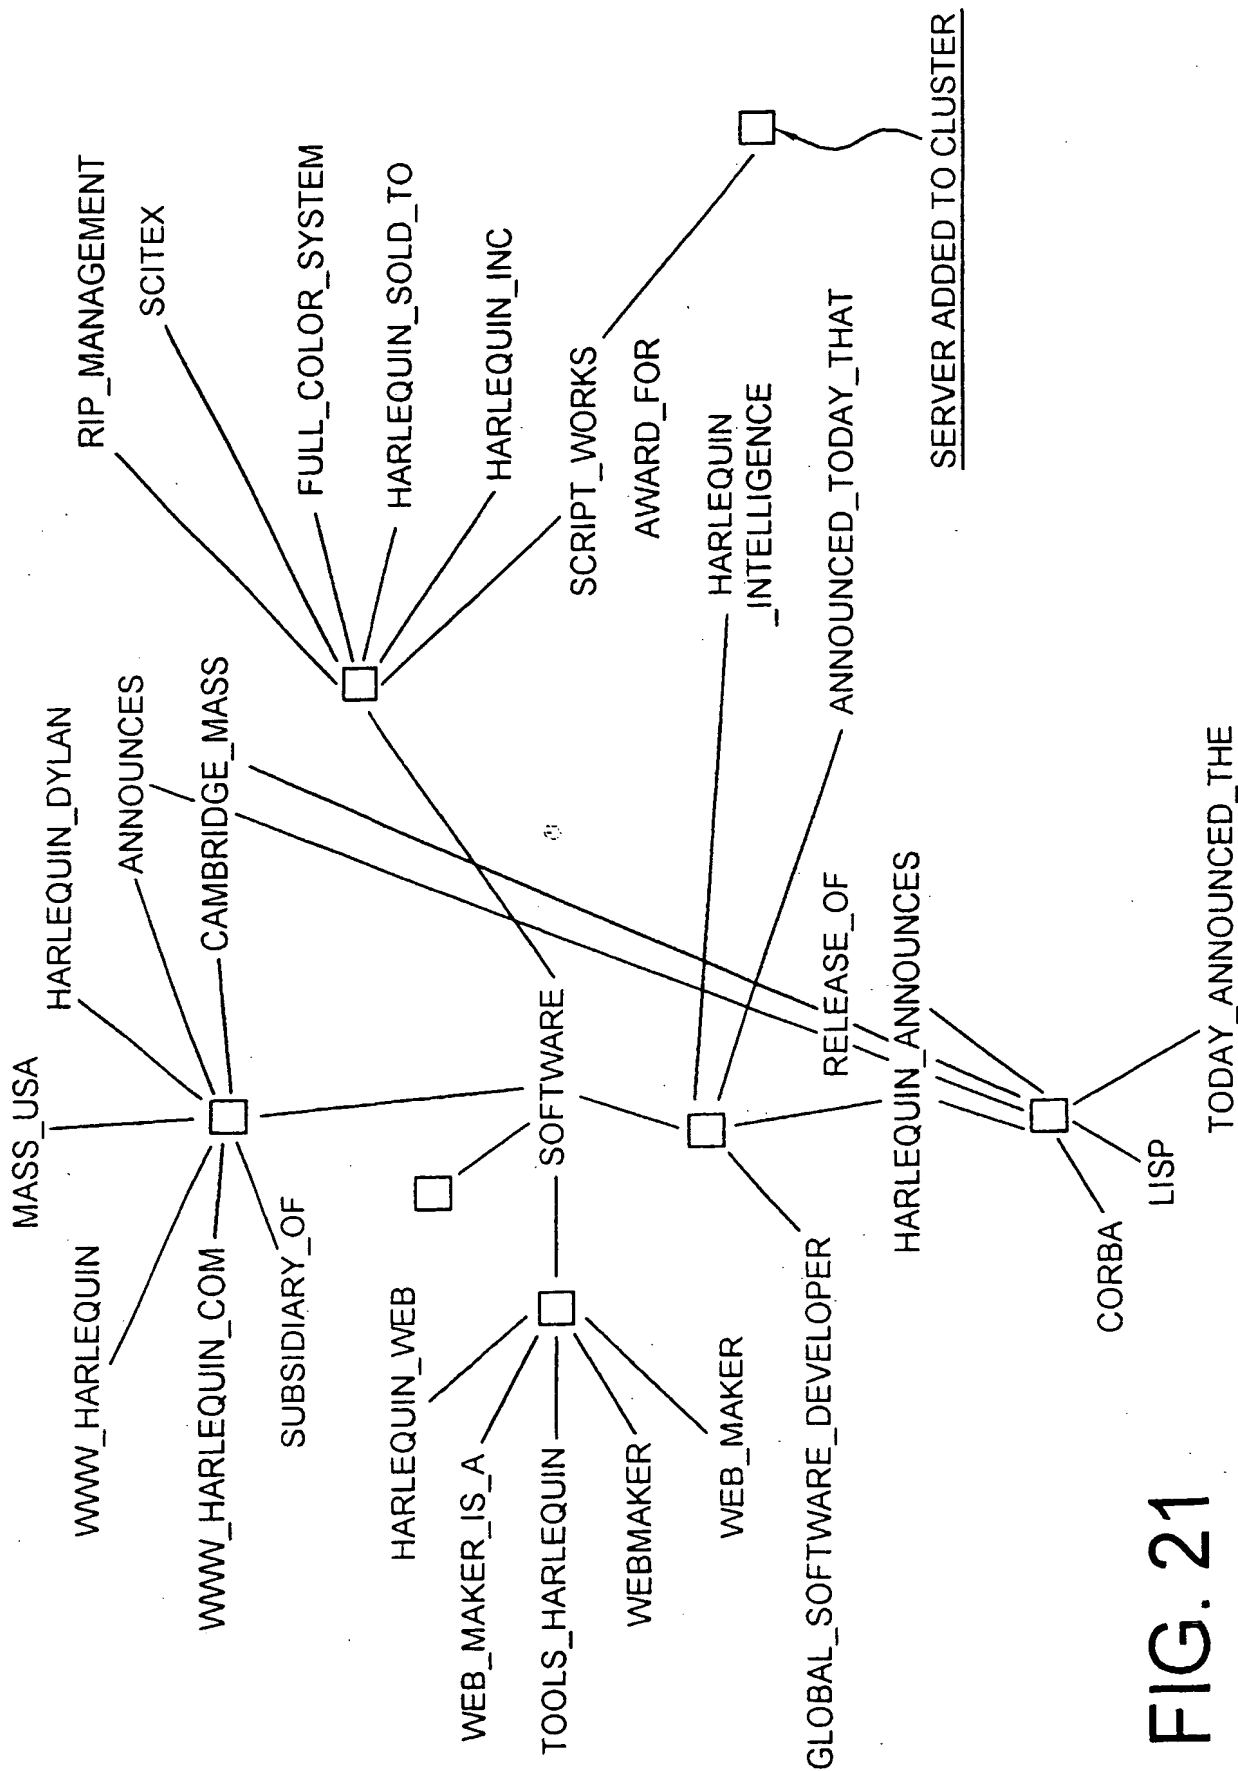 MASS_USA
WWW_HARLEQUIN
HARLEQUIN_DYLAN
RIP_MANAGEMENT
ANNOUNCES
SCITEX
WWW_HARLEQUIN_COM
CAMBRIDGE_MASS
SUBSIDIARY_OF
FULL_COLOR_SYSTEM
HARLEQUIN_WEB
HARLEQUIN_SOLD_TO
WEB_MAKER_IS_A
HARLEQUIN_INC
TOOLS_HARLEQUIN
SOFTWARE
SCRIPT_WORKS
WEBMAKER
AWARD_FOR
WEB_MAKER
HARLEQUIN
_INTELLIGENCE
GLOBAL_SOFTWARE_DEVELOPER
RELEASE_OF
ANNOUNCED_TODAY_THAT
HARLEQUIN_ANNOUNCES
SERVER ADDED TO CLUSTER
CORBA
LISP
TODAY_ANNOUNCED_THE
FIG. 21